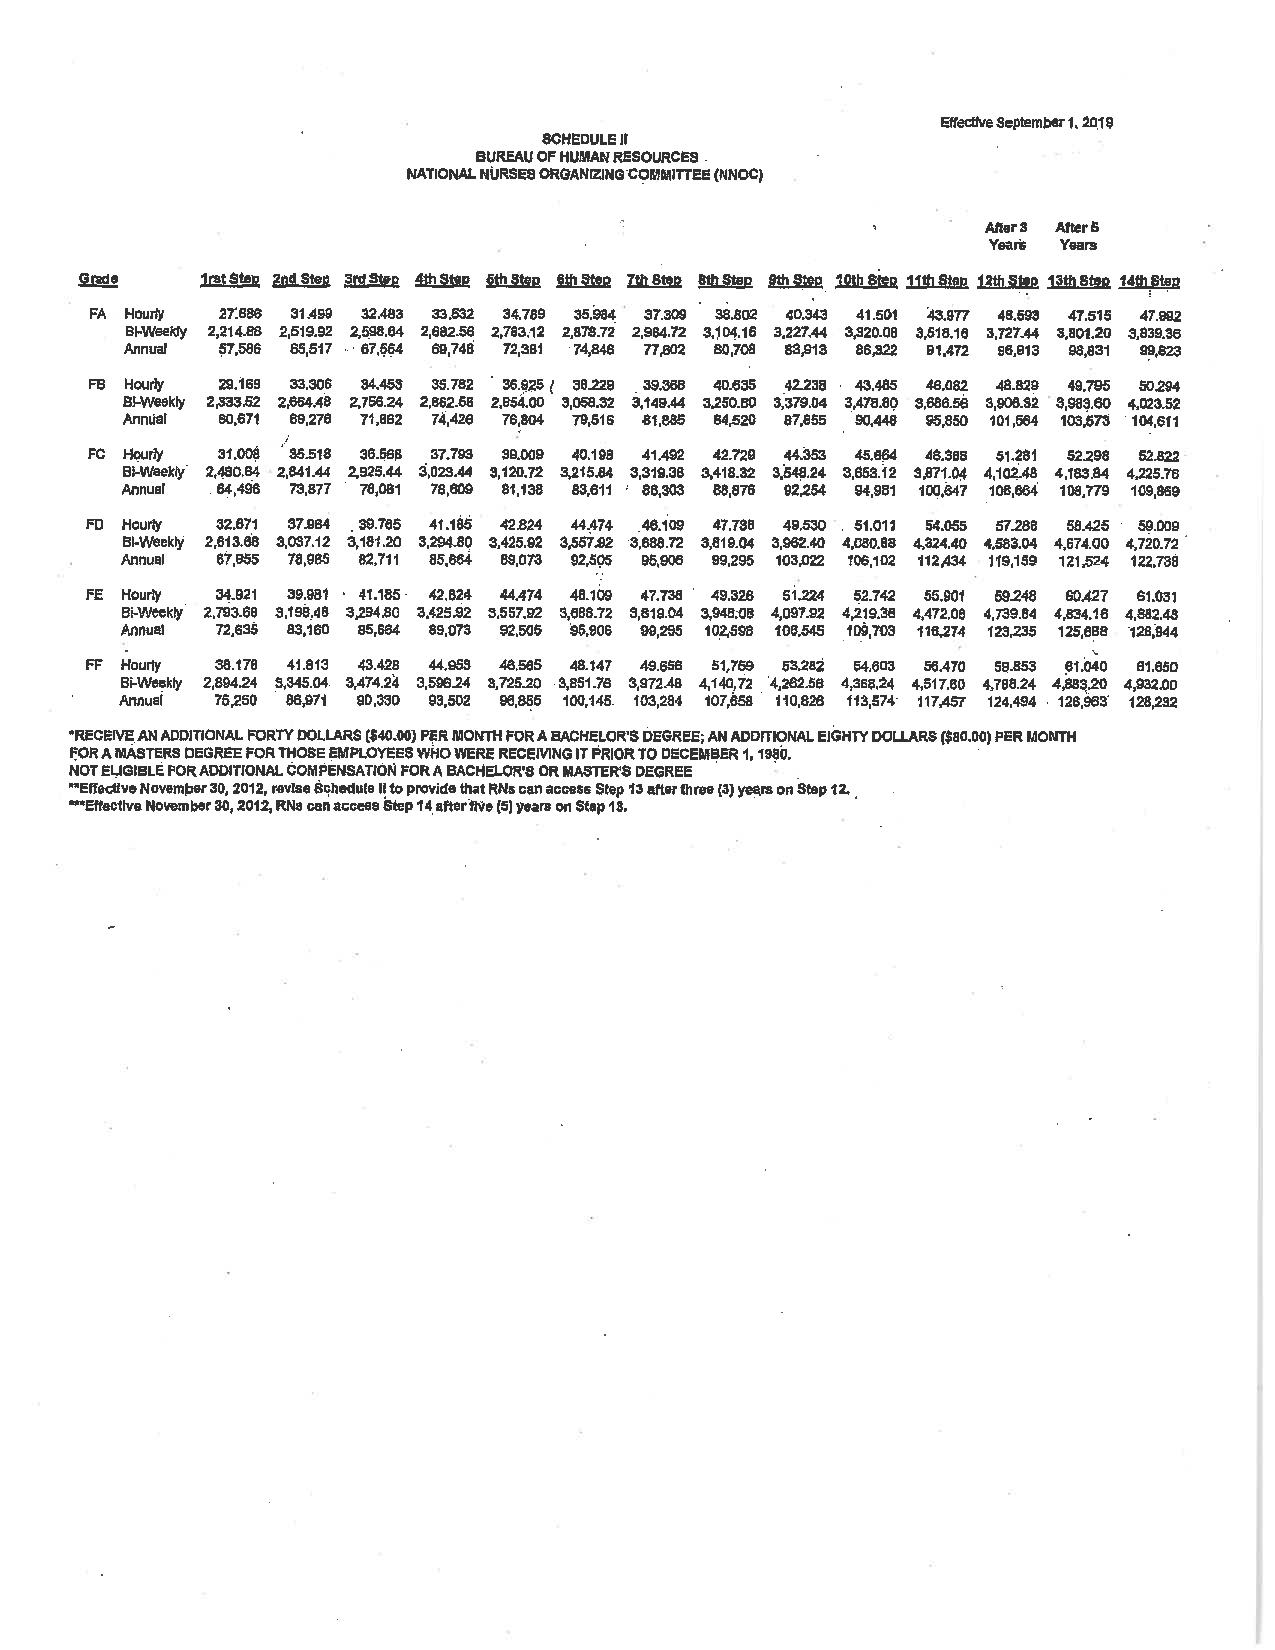 Effective September 1, 2019
SCHEDULE II
BUREAU OF HUMAN RESOURCES
NATIONAL NURSES ORGANIZING COMMITTEE (NNOC)
After 3 After 5
Years Years
Grade 1rst Step 2nd Step 3rd Step 4th Step 5th Step 6th Step 7th Step 8th Step 9th Step 10th Step 11th Step 12th Step 13th Step 14th Step
FA Hourly 27.686 31.499 32.483 33.532 34.789 35.984 37.309 38.802 40.343 41.501 43.977 46.593 47.515 47.992
Bi-Weekly 2,214.88 2,519.92 2,598.64 2,682.56 2,783.12 2,878.72 2,984.72 3,104.16 3,227.44 3,320.08 3,518.16 3,727.44 3,801.20 3,839.36
Annual 57,586 65,517 67,564 69,746 72,361 74,846 77,602 80,708 83,913 86,322 91,472 96,913 98,831 99,823
FB Hourly 29.169 33.306 34.453 35.782 36.925 38.229 39.368 40.635 42.238 43.485 46.082 48.829 49.795 50.294
Bi-Weekly 2,333.52 2,664.48 2,756.24 2,862.56 2,954.00 3,058.32 3,149.44 3,250.80 3,379.04 3,478.80 3,686.56 3,906.32 3,983.60 4,023.52
Annual 60,671 69,276 71,662 74,426 76,804 79,516 81,885 84,520 87,855 90,448 95,850 101,564 103,573 104,611
FC Hourly 31.008 35.518 36.568 37.793 39.009 40.198 41.492 42.729 44.353 45.664 48.388 51.281 52.298 52.822
Bi-Weekly 2,480.64 2,841.44 2,925.44 3,023.44 3,120.72 3,215.84 3,319.36 3,418.32 3,548.24 3,653.12 3,871.04 4,102.48 4,183.84 4,225.76
Annual 64,496 73,877 76,061 78,609 81,138 83,611 86,303 88,876 92,254 94,981 100,647 106,664 108,779 109,869
FD Hourly 32.671 37.964 39.765 41.185 42.824 44.474 46.109 47.738 49.530 51.011 54.055 57.288 58.425 59.009
Bi-Weekly 2,613.68 3,037.12 3,181.20 3,294.80 3,425.92 3,557.92 3,688.72 3,819.04 3,962.40 4,080.88 4,324.40 4,583.04 4,674.00 4,720.72
Annual 67,955 78,965 82,711 85,664 89,073 92,505 95,906 99,295 103,022 106,102 112,434 119,159 121,524 122,738
FE Hourly 34.921 39.981 41.185 42.824 44.474 46.109 47.738 49.326 51.224 52.742 55.901 59.248 60.427 61.031
Bi-Weekly 2,793.68 3,198.48 3,294.80 3,425.92 3,557.92 3,688.72 3,819.04 3,946.08 4,097.92 4,219.36 4,472.08 4,739.84 4,834.16 4,882.48
Annual 72,635 83,160 85,664 89,073 92,505 95,906 99,295 102,598 106,545 109,703 116,274 123,235 125,688 126,944
FF Hourly 36.178 41.813 43.428 44.953 46.565 48.147 49.656 51.759 53.282 54.603 56.470 59.853 61.040 61.650
Bi-Weekly 2,894.24 3,345.04 3,474.24 3,596.24 3,725.20 3,851.76 3,972.48 4,140.72 4,262.56 4,368.24 4,517.60 4,788.24 4,883.20 4,932.00
Annual 75,250 86,971 90,330 93,502 96,855 100,145 103,284 107,658 110,826 113,574 117,457 124,494 126,963 128,232
*RECEIVE AN ADDITIONAL FORTY DOLLARS ($40.00) PER MONTH FOR A BACHELOR'S DEGREE; AN ADDITIONAL EIGHTY DOLLARS ($80.00) PER MONTH
FOR A MASTERS DEGREE FOR THOSE EMPLOYEES WHO WERE RECEIVING IT PRIOR TO DECEMBER 1, 1980.
NOT ELIGIBLE FOR ADDITIONAL COMPENSATION FOR A BACHELOR'S OR MASTER'S DEGREE
**Effective November 30, 2012, revise Schedule II to provide that RNs can access Step 13 after three (3) years on Step 12.
***Effective November 30, 2012, RNs can access Step 14 after five (5) years on Step 13.